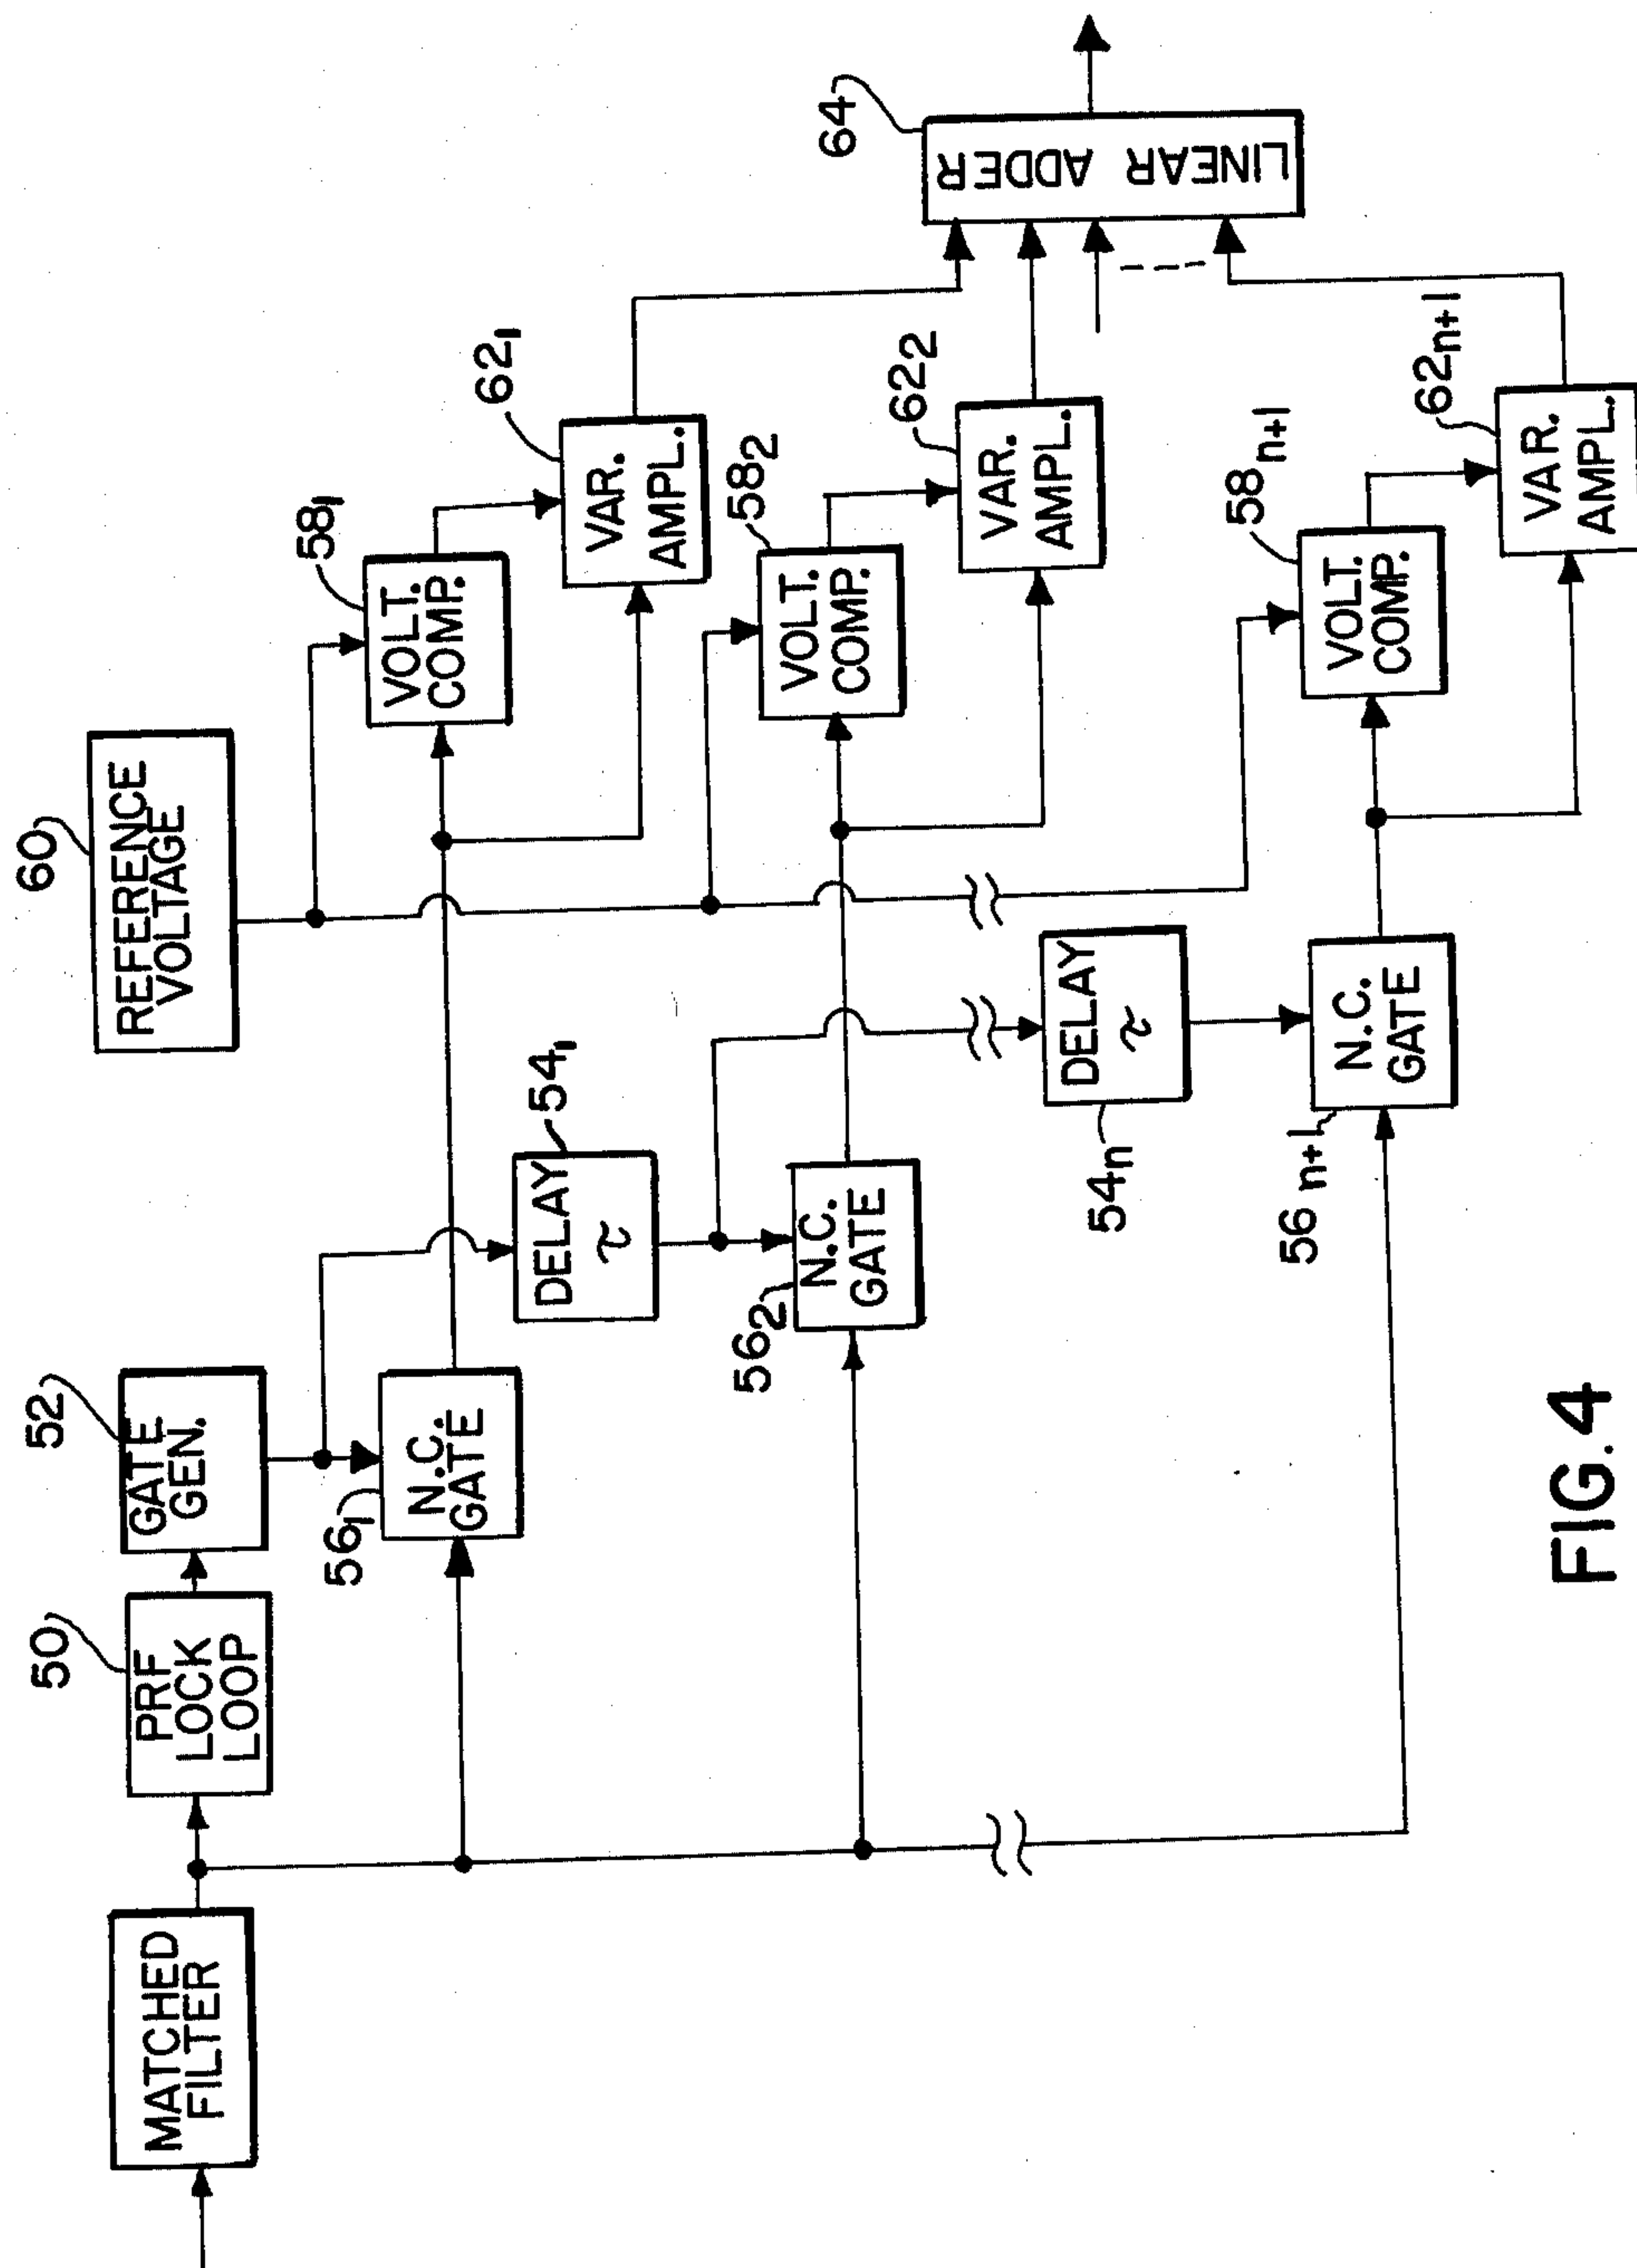 MATCHED
FILTER
50
PRF
LOCK
LOOP
52
GATE
GEN.
60
REFERENCE
VOLTAGE
56₁
N.C.
GATE
54₁
DELAY
τ
58₁
VOLT.
COMP.
62₁
VAR.
AMPL.
56₂
N.C.
GATE
58₂
VOLT.
COMP.
62₂
VAR.
AMPL.
64
LINEAR ADDER
54n
DELAY
τ
56n+1
N.C.
GATE
58n+1
VOLT.
COMP.
62n+1
VAR.
AMPL.
FIG. 4